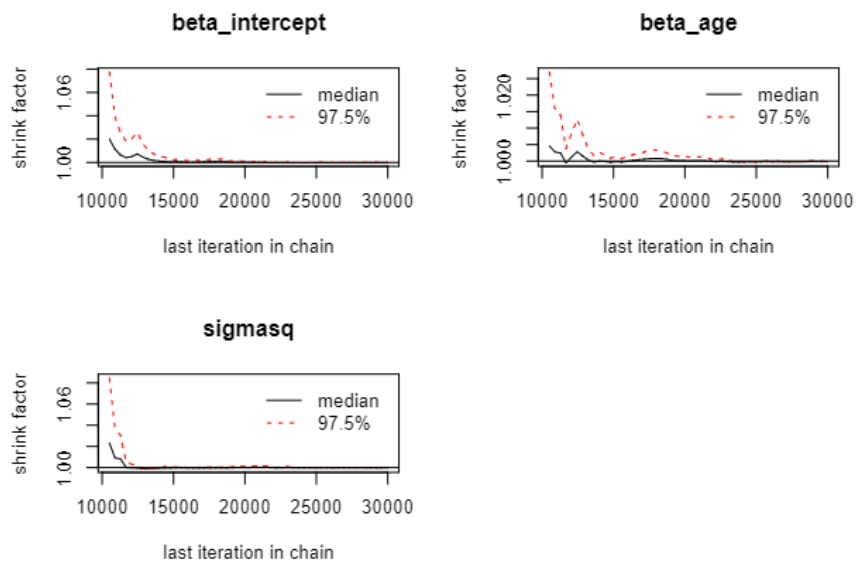 beta_intercept
shrink factor
1.00 1.06
median
97.5%
10000 15000 20000 25000 30000
last iteration in chain
beta_age
shrink factor
1.000 1.020
median
97.5%
10000 15000 20000 25000 30000
last iteration in chain
sigmasq
shrink factor
1.00 1.06
median
97.5%
10000 15000 20000 25000 30000
last iteration in chain